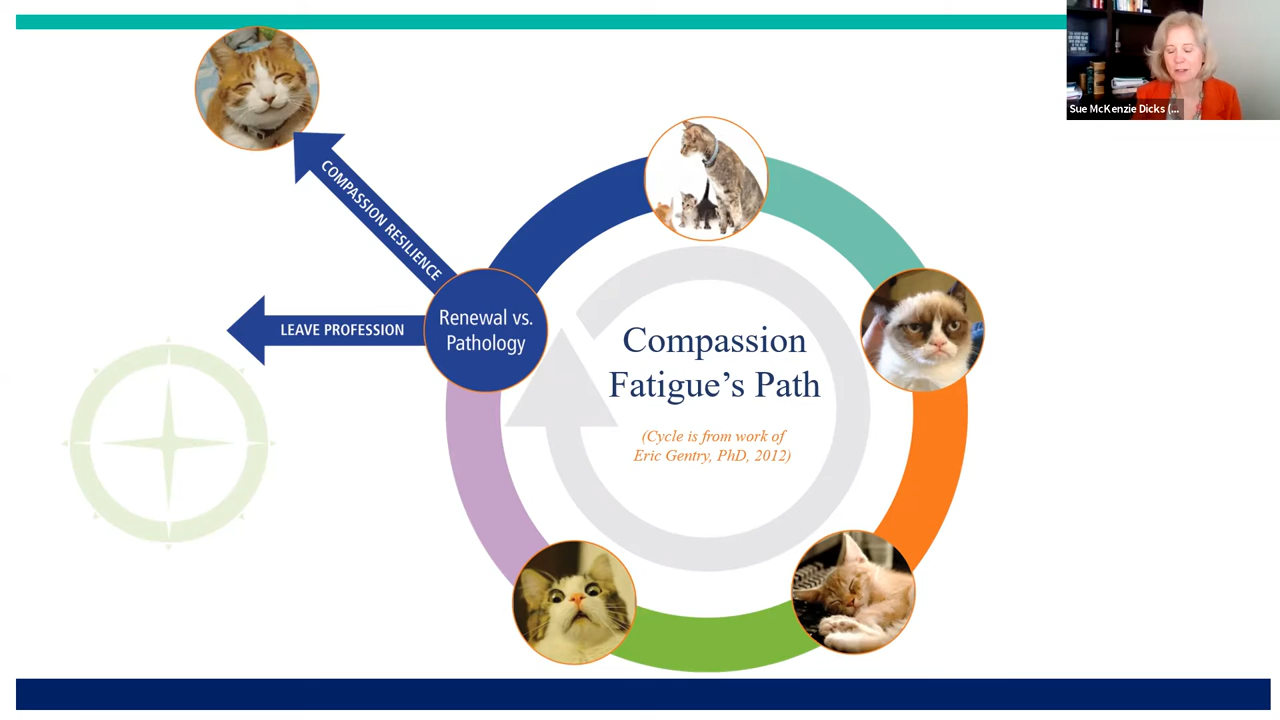 Sue McKenzie Dicks (...
COMPASSION RESILIENCE
LEAVE PROFESSION
Renewal vs.
Pathology
Compassion
Fatigue’s Path
(Cycle is from work of
Eric Gentry, PhD, 2012)